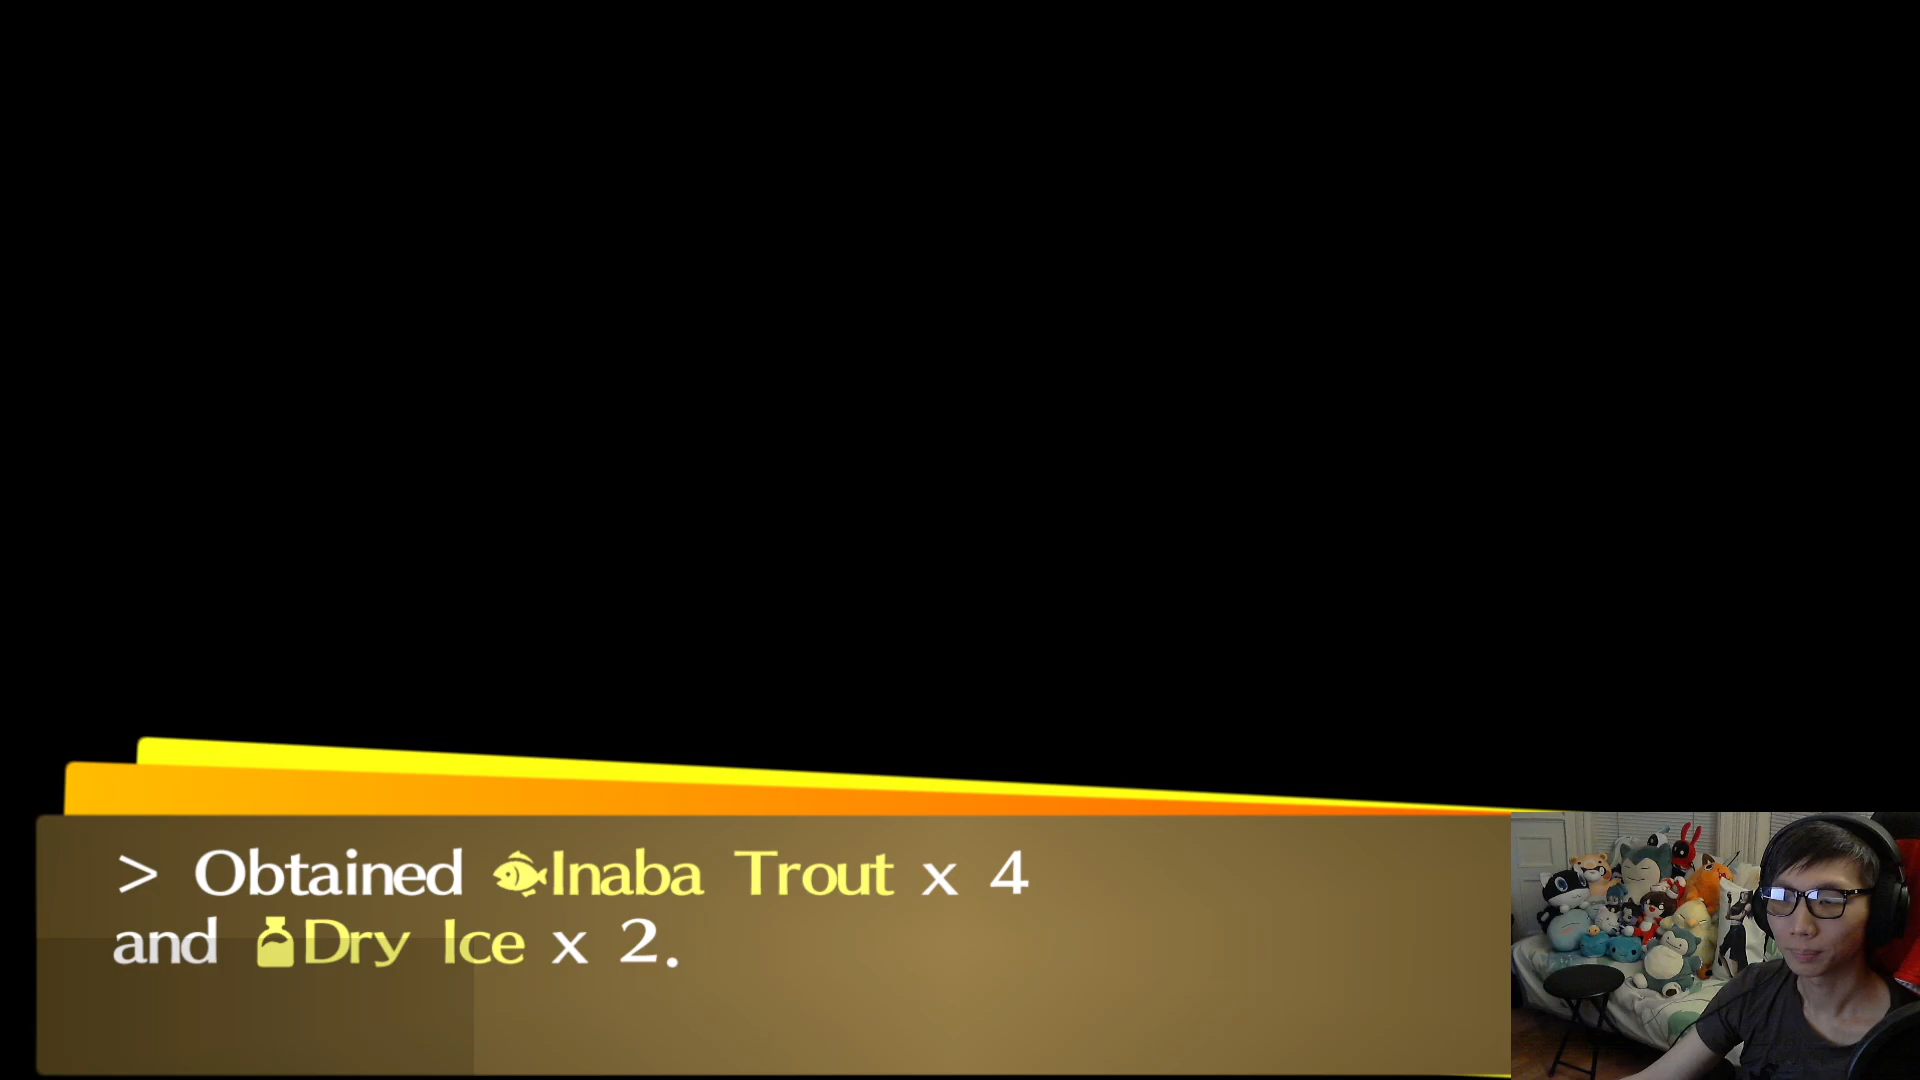 > Obtained Inaba Trout x 4
and Dry Ice x 2.